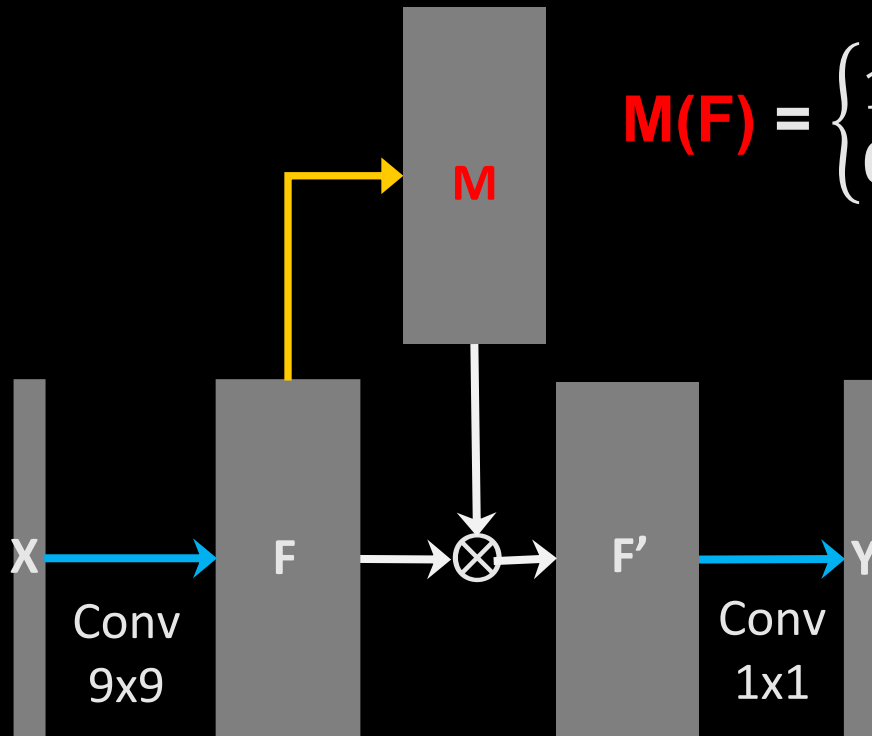 M
M(F) = {
X
F
F’
Y
Conv
9x9
Conv
1x1